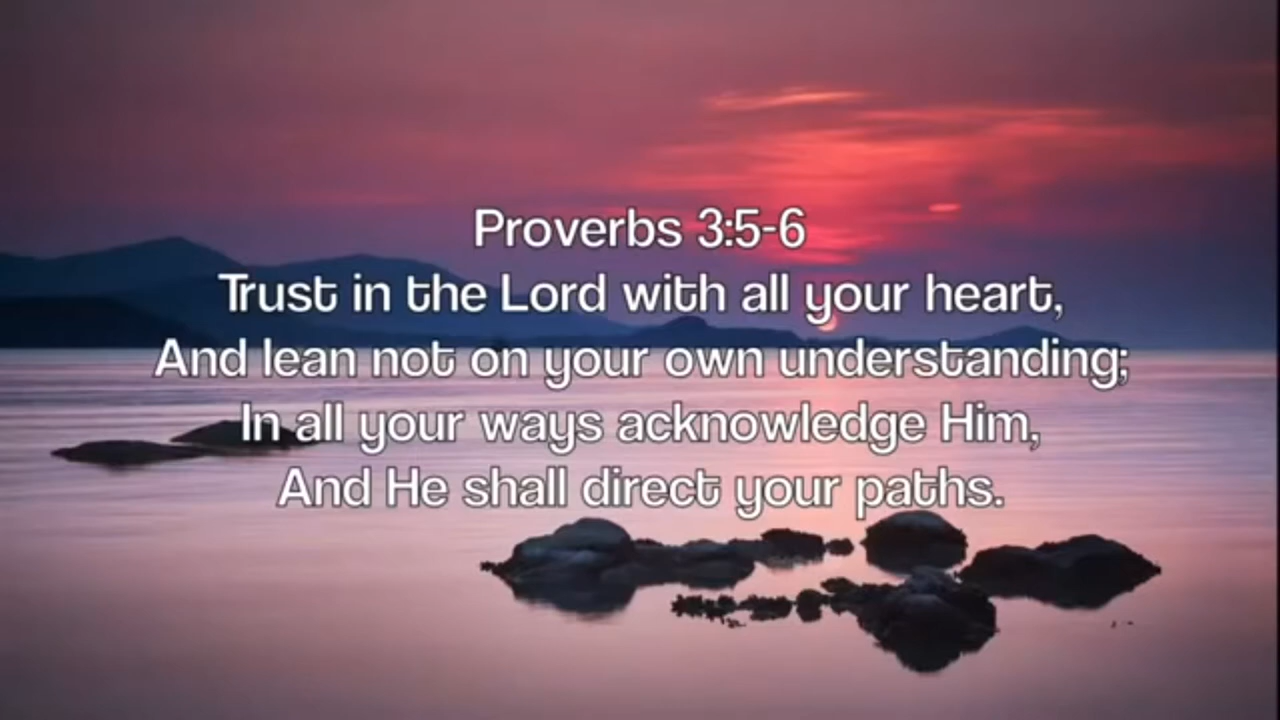 Proverbs 3:5-6
Trust in the Lord with all your heart,
And lean not on your own understanding;
In all your ways acknowledge Him,
And He shall direct your paths.